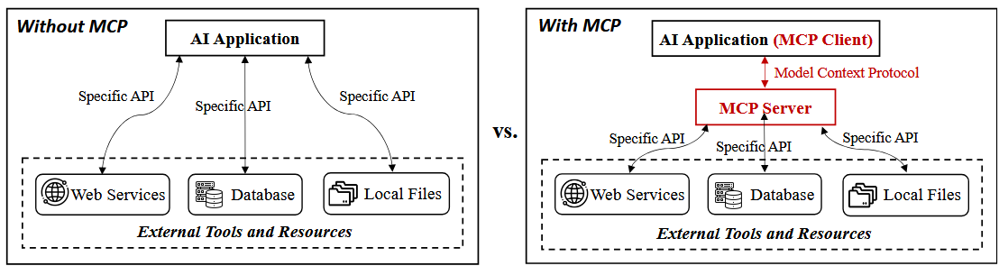 Without MCP
AI Application
Specific API
Specific API
Specific API
Web Services
Database
Local Files
External Tools and Resources
vs.
With MCP
AI Application (MCP Client)
Model Context Protocol
MCP Server
Specific API
Specific API
Specific API
Web Services
Database
Local Files
External Tools and Resources